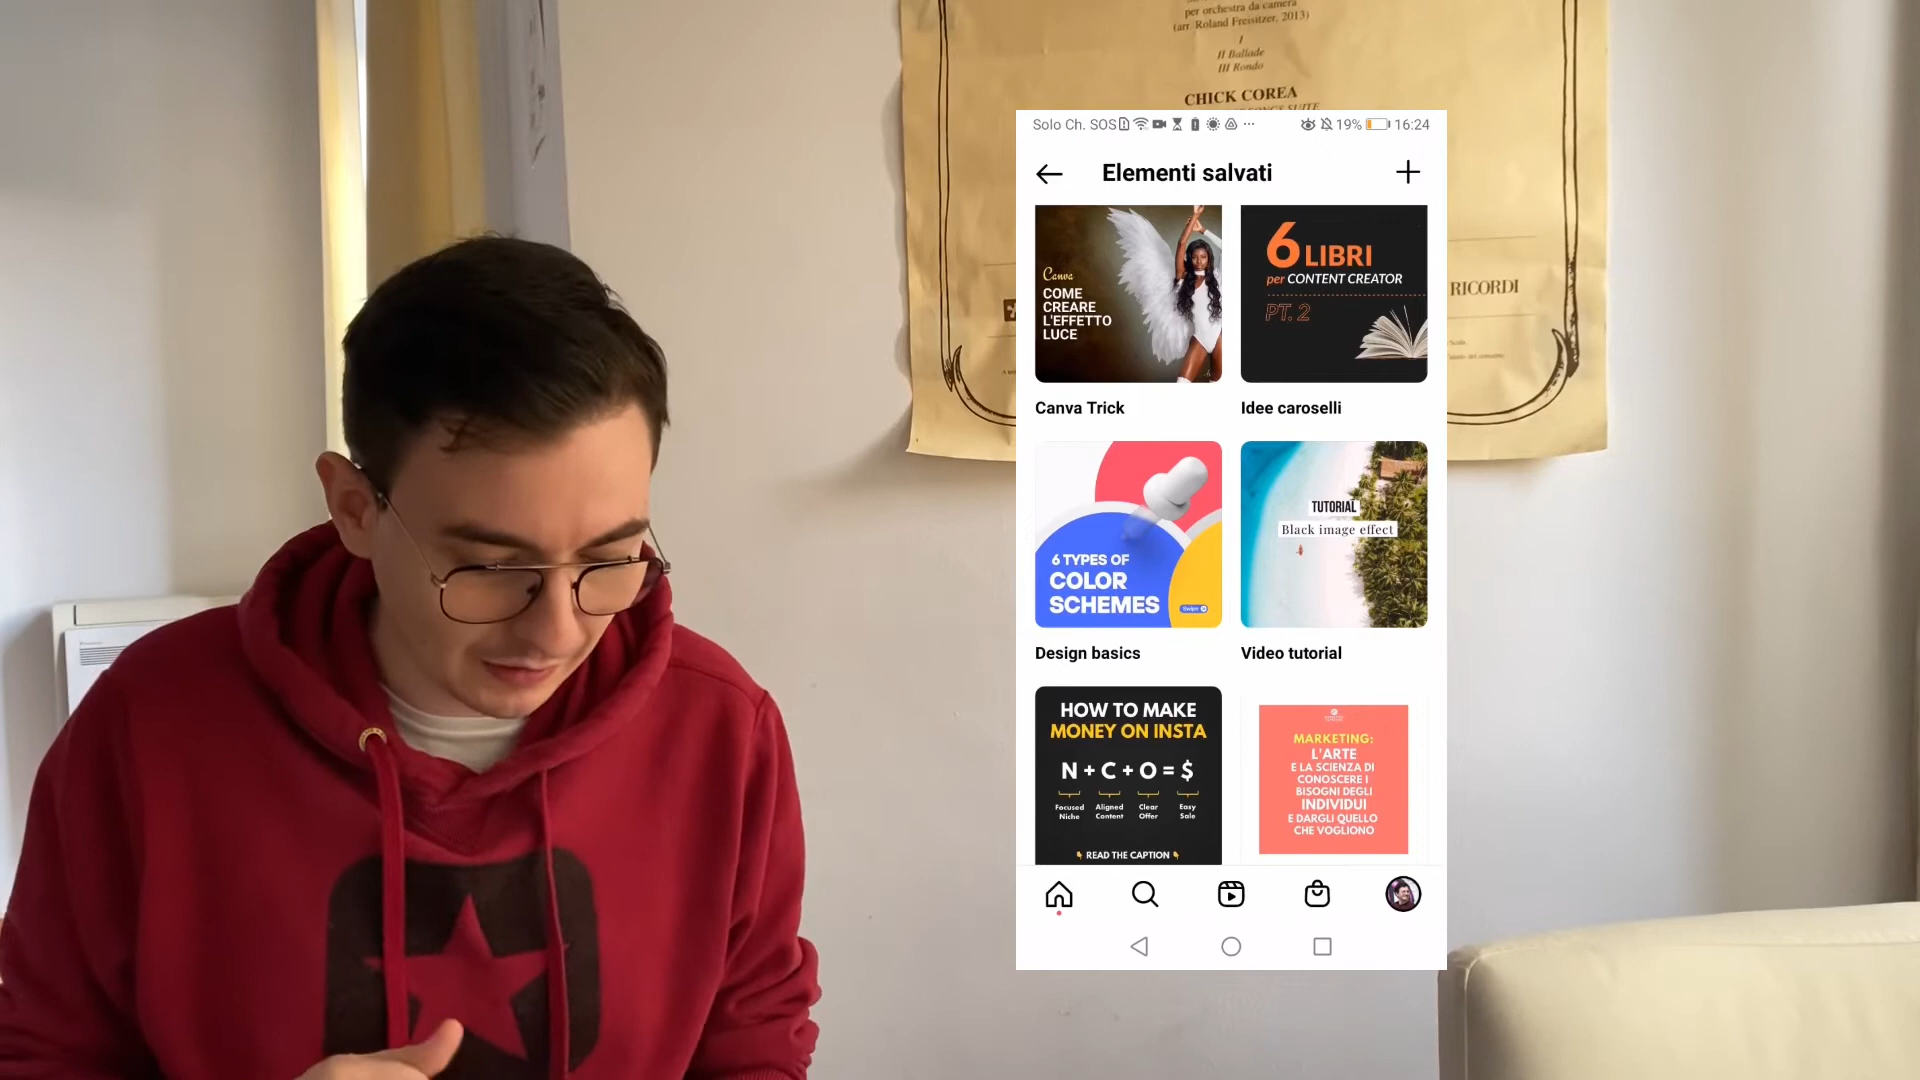 per orchestra da camera
(arr. Roland Freisitzer, 2013)
I
II Ballade
III Rondo
CHICK COREA
SUITE
RICORDI
Solo Ch. SOS
19% 16:24
Elementi salvati
Canva
COME
CREARE
L'EFFETTO
LUCE
Canva Trick
6 LIBRI
per CONTENT CREATOR
PT. 2
Idee caroselli
6 TYPES OF
COLOR
SCHEMES
Swipe
Design basics
TUTORIAL
Black image effect
Video tutorial
HOW TO MAKE
MONEY ON INSTA
N + C + O = $
Focused Niche
Aligned Content
Clear Offer
Easy Sale
READ THE CAPTION
MARKETING:
L'ARTE
E LA SCIENZA DI
CONOSCERE I
BISOGNI DEGLI
INDIVIDUI
E DARGLI QUELLO
CHE VOGLIONO